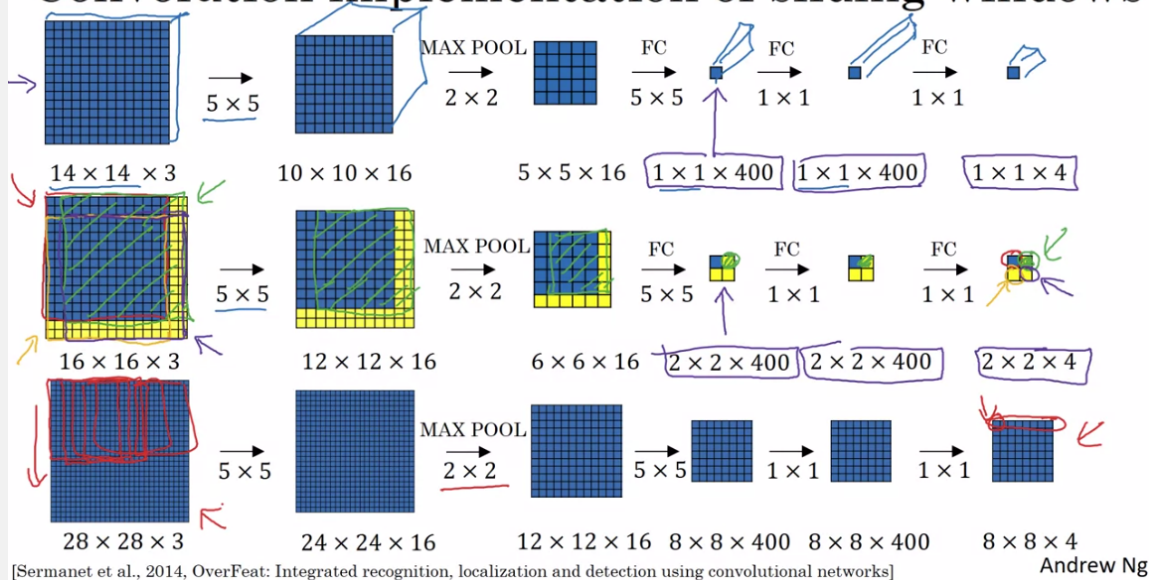 Convolution implementation of sliding windows
MAX POOL FC FC FC
5 × 5 2 × 2 5 × 5 1 × 1 1 × 1
14 × 14 × 3 10 × 10 × 16 5 × 5 × 16 1 × 1 × 400 1 × 1 × 400 1 × 1 × 4
MAX POOL FC FC FC
5 × 5 2 × 2 5 × 5 1 × 1 1 × 1
16 × 16 × 3 12 × 12 × 16 6 × 6 × 16 2 × 2 × 400 2 × 2 × 400 2 × 2 × 4
MAX POOL
5 × 5 2 × 2 5 × 5 1 × 1 1 × 1
28 × 28 × 3 24 × 24 × 16 12 × 12 × 16 8 × 8 × 400 8 × 8 × 400 8 × 8 × 4
[Sermanet et al., 2014, OverFeat: Integrated recognition, localization and detection using convolutional networks] Andrew Ng